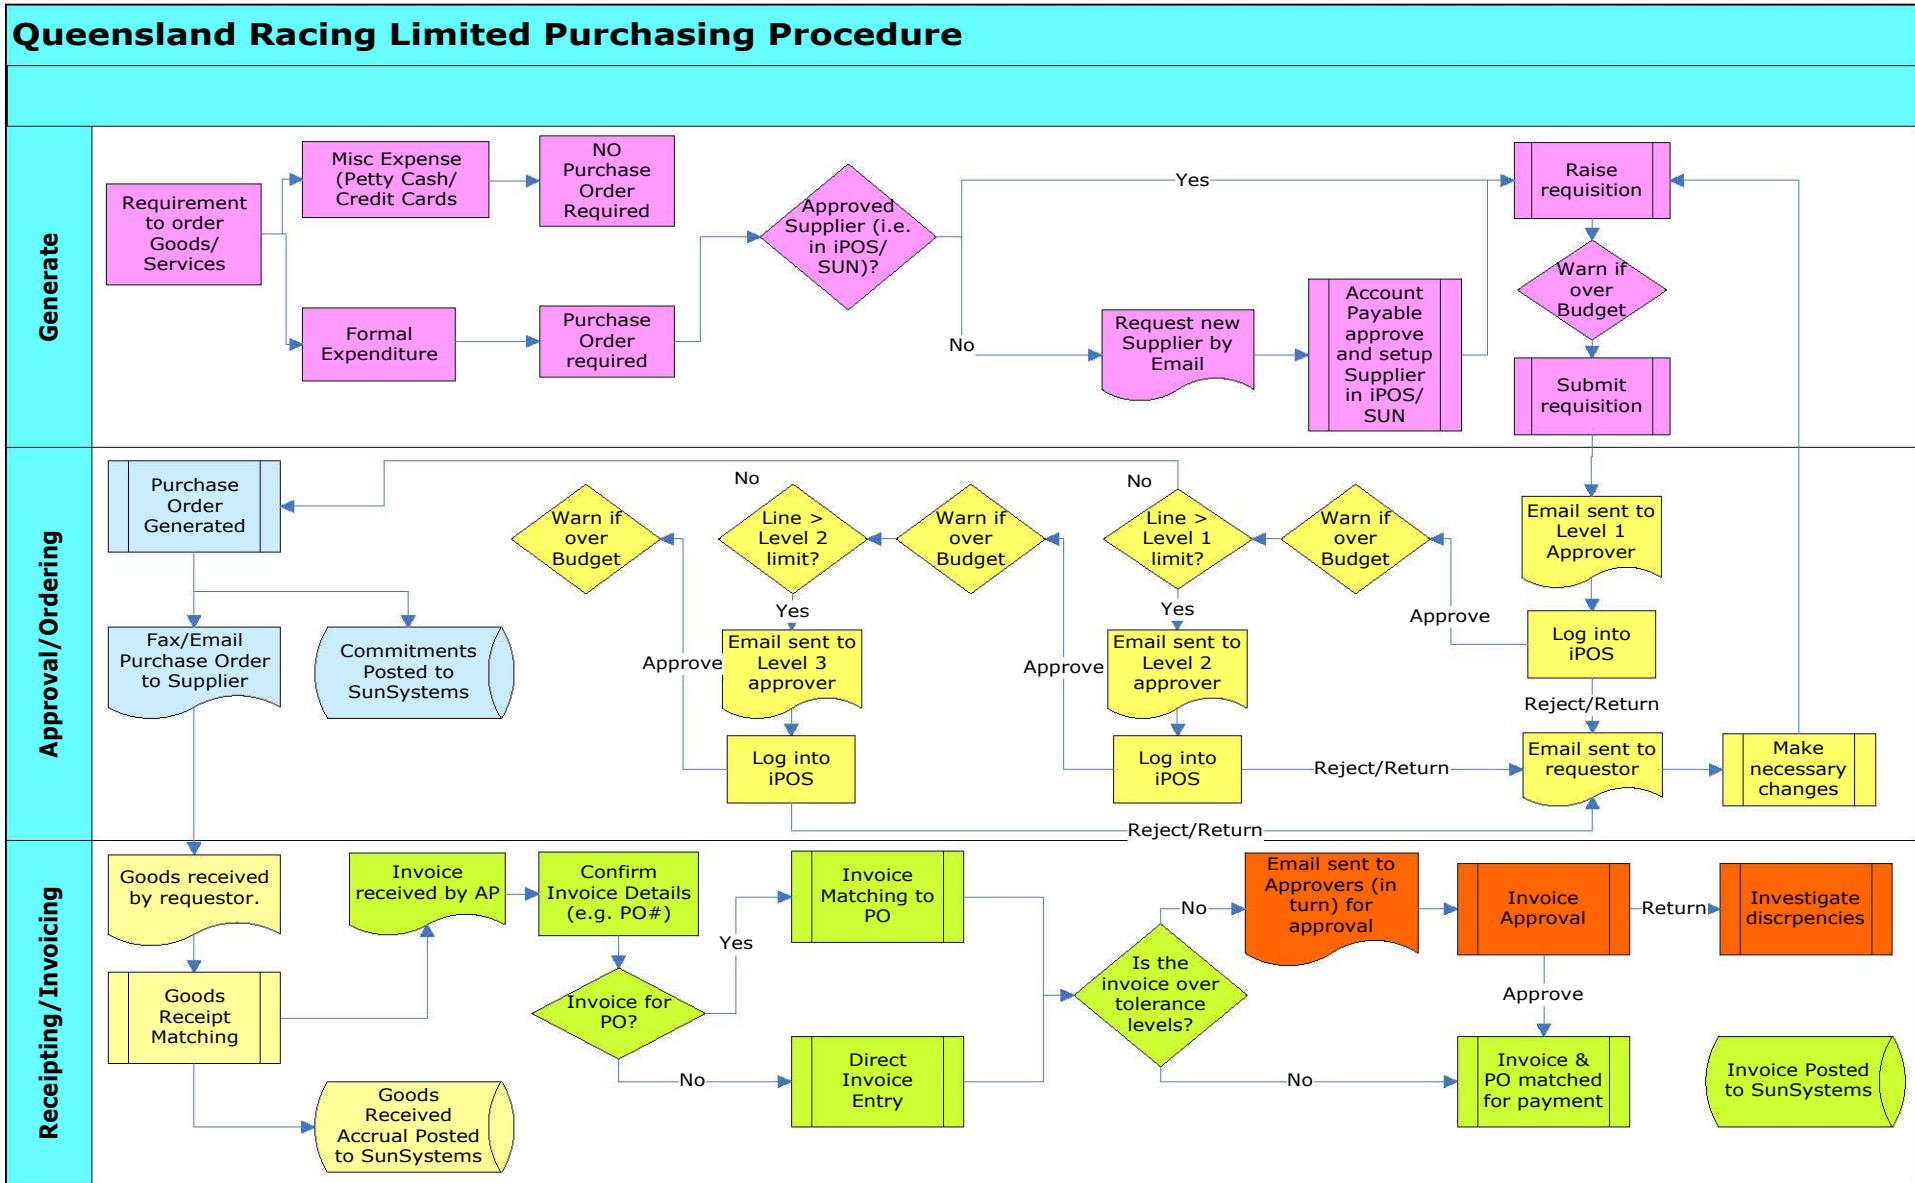 Queensland Racing Limited Purchasing Procedure
Generate
Requirement
to order
Goods/
Services
Misc Expense
(Petty Cash/
Credit Cards
NO
Purchase
Order
Required
Formal
Expenditure
Purchase
Order
required
Approved
Supplier (i.e.
in iPOS/
SUN)?
Yes
No
Request new
Supplier by
Email
Account
Payable
approve
and setup
Supplier
in iPOS/
SUN
Raise
requisition
Warn if
over
Budget
Submit
requisition
Approval/Ordering
Purchase
Order
Generated
Fax/Email
Purchase Order
to Supplier
Commitments
Posted to
SunSystems
Warn if
over
Budget
No
Line >
Level 2
limit?
Yes
Email sent to
Level 3
approver
Approve
Log into
iPOS
Warn if
over
Budget
No
Line >
Level 1
limit?
Yes
Email sent to
Level 2
approver
Approve
Log into
iPOS
Warn if
over
Budget
Approve
Email sent to
Level 1
Approver
Log into
iPOS
Reject/Return
Reject/Return
Reject/Return
Email sent to
requestor
Make
necessary
changes
Receipting/Invoicing
Goods received
by requestor.
Goods
Receipt
Matching
Goods
Received
Accrual Posted
to SunSystems
Invoice
received by AP
Confirm
Invoice Details
(e.g. PO#)
Invoice for
PO?
Yes
No
Invoice
Matching to
PO
Direct
Invoice
Entry
Is the
invoice over
tolerance
levels?
No
No
Email sent to
Approvers (in
turn) for
approval
Invoice
Approval
Return
Investigate
discrpencies
Approve
Invoice &
PO matched
for payment
Invoice Posted
to SunSystems